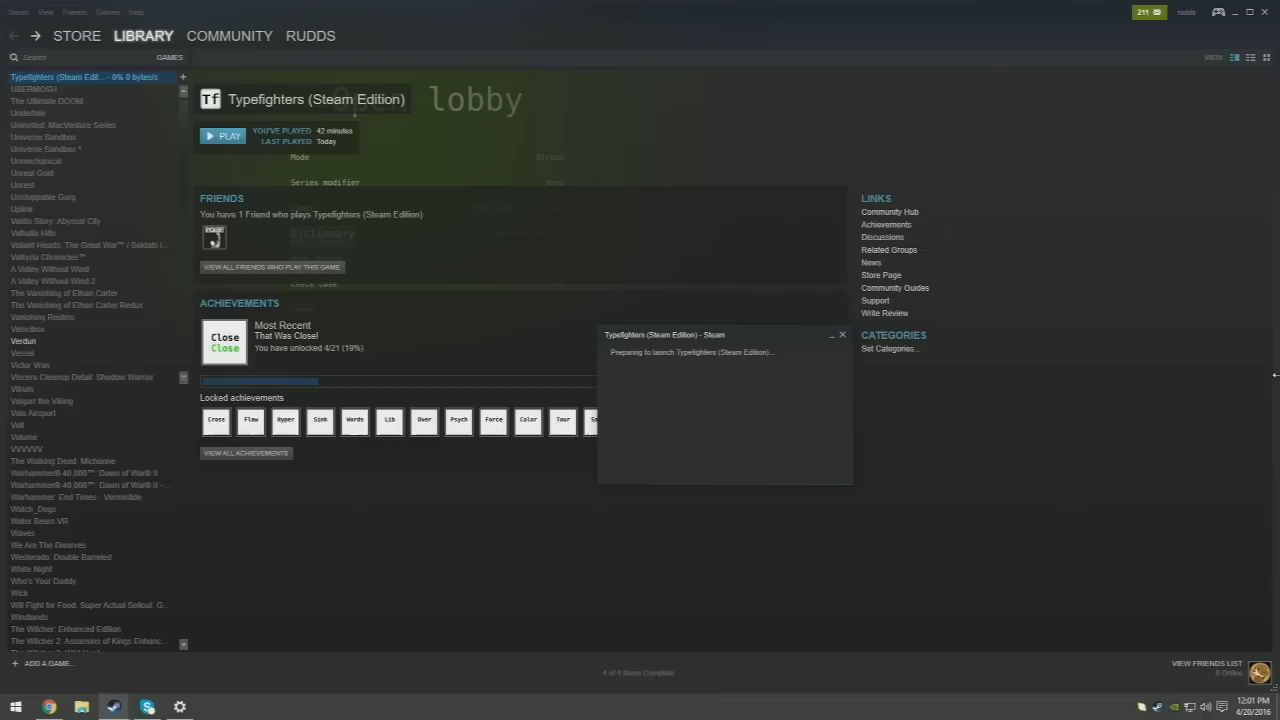 Steam View Friends Games Help
211
rudds
STORE LIBRARY COMMUNITY RUDDS
Search
GAMES
VIEW
Typefighters (Steam Edit... - 0% 0 bytes/s
UBERMOSH
The Ultimate DOOM
Undertale
Uninvited: MacVenture Series
Universe Sandbox
Universe Sandbox ²
Unmechanical
Unreal Gold
Unrest
Unstoppable Gorg
Uplink
Valdis Story: Abyssal City
Valhalla Hills
Valiant Hearts: The Great War™ / Soldats I...
Valkyria Chronicles™
A Valley Without Wind
A Valley Without Wind 2
The Vanishing of Ethan Carter
The Vanishing of Ethan Carter Redux
Vanishing Realms
Velocibox
Verdun
Vessel
Victor Vran
Viscera Cleanup Detail: Shadow Warrior
Vitrum
Volgarr the Viking
Volo Airsport
Volt
Volume
VVVVVV
The Walking Dead: Michonne
Warhammer® 40,000™: Dawn of War® II
Warhammer® 40,000™: Dawn of War® II –...
Warhammer: End Times - Vermintide
Watch_Dogs
Water Bears VR
Waves
We Are The Dwarves
Westerado: Double Barreled
White Night
Who's Your Daddy
Wick
Will Fight for Food: Super Actual Sellout: G...
Windlands
The Witcher: Enhanced Edition
The Witcher 2: Assassins of Kings Enhanc...
ADD A GAME...
Tf Typefighters (Steam Edition)
Open lobby
PLAY
YOU'VE PLAYED 42 minutes
LAST PLAYED Today
Mode Stream
Series modifier None
FRIENDS
You have 1 Friend who plays Typefighters (Steam Edition)
Dictionary
VIEW ALL FRIENDS WHO PLAY THIS GAME
Check case
ACHIEVEMENTS
Close
Close
Most Recent
That Was Close!
You have unlocked 4/21 (19%)
Locked achievements
Cross Flaw Hyper Sink Words Lib Over Psych Force Color Tour
VIEW ALL ACHIEVEMENTS
Typefighters (Steam Edition) - Steam
Preparing to launch Typefighters (Steam Edition)...
LINKS
Community Hub
Achievements
Discussions
Related Groups
News
Store Page
Community Guides
Support
Write Review
CATEGORIES
Set Categories...
4 of 4 Items Complete
VIEW FRIENDS LIST
0 Online
12:01 PM
4/20/2016